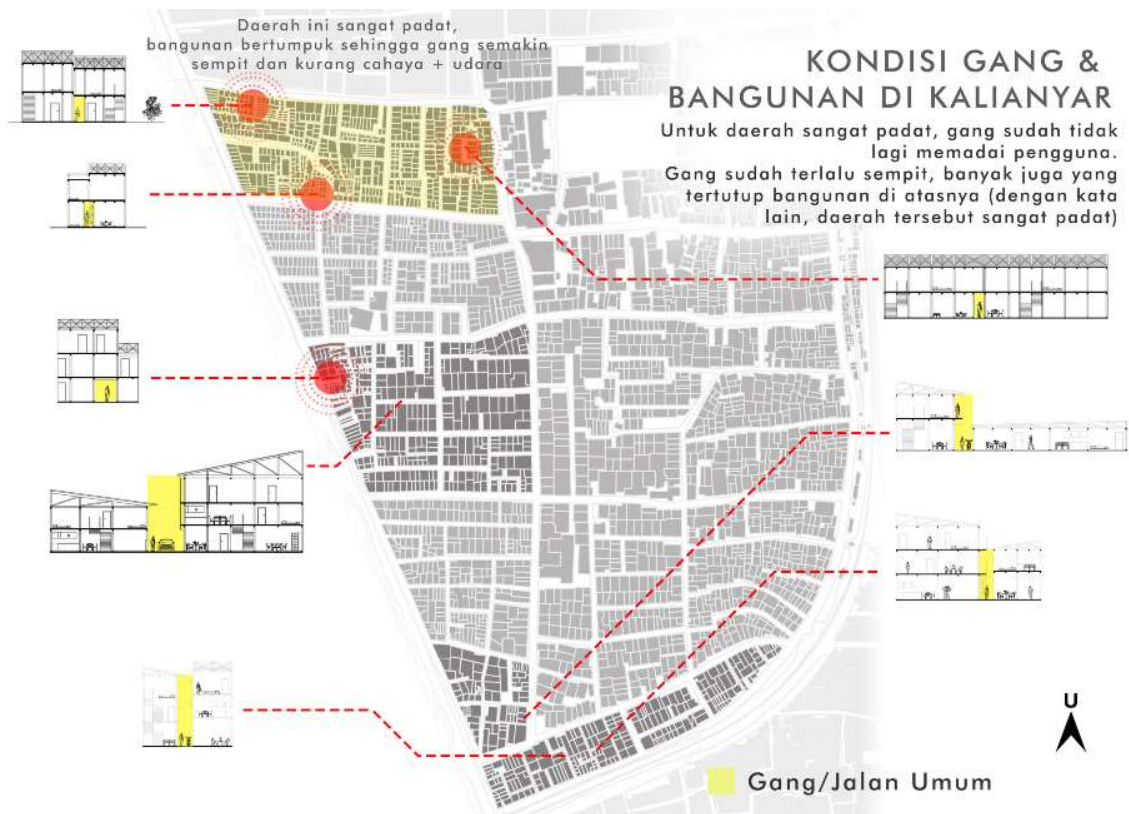 Daerah ini sangat padat,
bangunan bertumpuk sehingga gang semakin
sempit dan kurang cahaya + udara
KONDISI GANG &
BANGUNAN DI KALIANYAR
Untuk daerah sangat padat, gang sudah tidak
lagi memadai pengguna.
Gang sudah terlalu sempit, banyak juga yang
tertutup bangunan di atasnya (dengan kata
lain, daerah tersebut sangat padat)
U
Gang/Jalan Umum